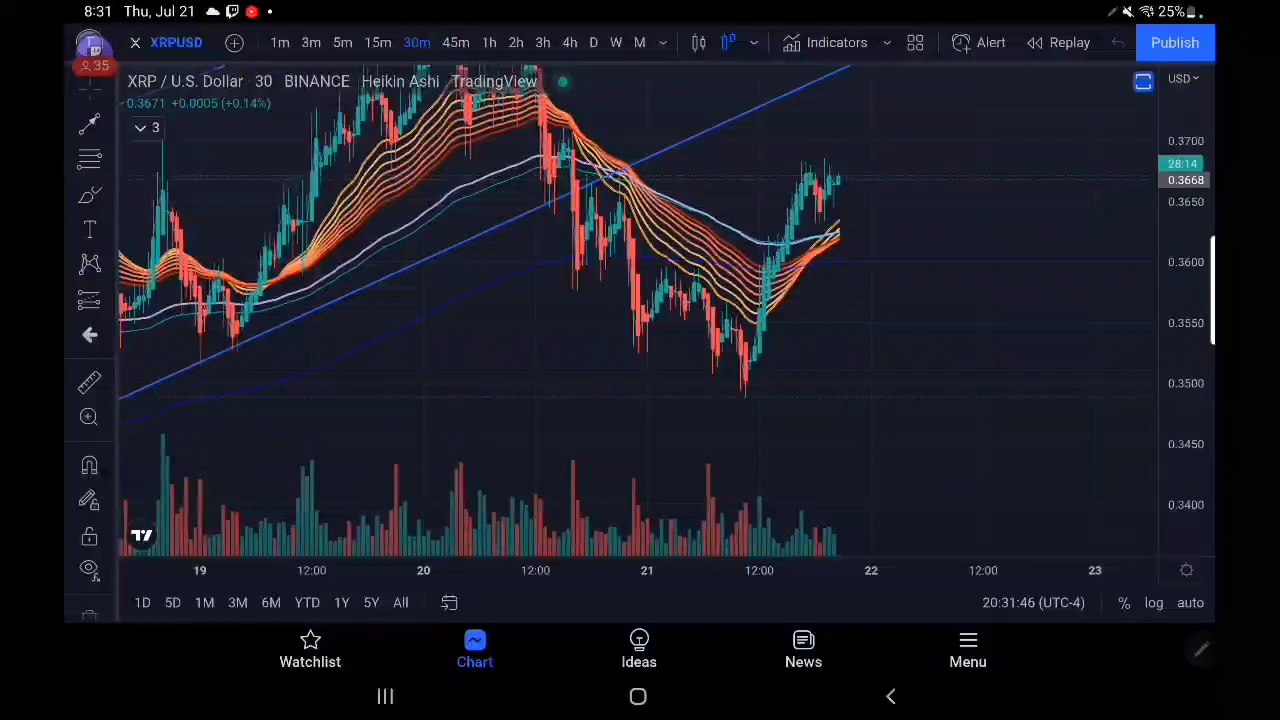 8:31 Thu, Jul 21 25%
XRPUSD 1m 3m 5m 15m 30m 45m 1h 2h 3h 4h D W M Indicators Alert Replay Publish
35
XRP / U.S. Dollar 30 BINANCE Heikin Ashi TradingView USD
0.3671 +0.0005 (+0.14%)
3
0.3700
28:14
0.3668
0.3650
0.3600
0.3550
0.3500
0.3450
0.3400
19 12:00 20 12:00 21 12:00 22 12:00 23
1D 5D 1M 3M 6M YTD 1Y 5Y All 20:31:46 (UTC-4) % log auto
Watchlist Chart Ideas News Menu